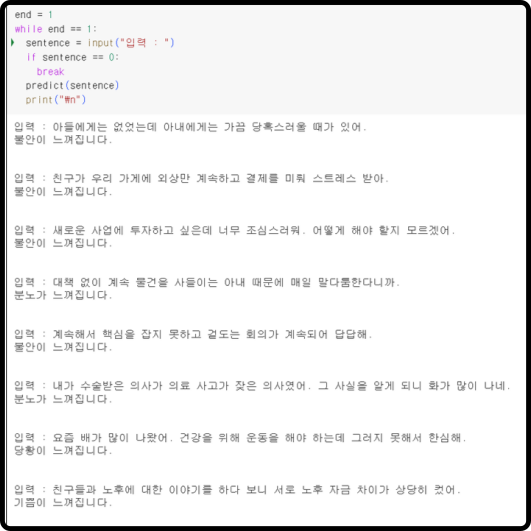 end = 1
while end == 1:
sentence = input("입력 : ")
if sentence == 0:
break
predict(sentence)
print("₩n")
입력 : 아들에게는 없었는데 아내에게는 가끔 당혹스러울 때가 있어.
불안이 느껴집니다.
입력 : 친구가 우리 가게에 외상만 계속하고 결제를 미뤄 스트레스 받아.
불안이 느껴집니다.
입력 : 새로운 사업에 투자하고 싶은데 너무 조심스러워. 어떻게 해야 할지 모르겠어.
불안이 느껴집니다.
입력 : 대책 없이 계속 물건을 사들이는 아내 때문에 매일 말다툼한다니까.
분노가 느껴집니다.
입력 : 계속해서 핵심을 잡지 못하고 겉도는 회의가 계속되어 답답해.
불안이 느껴집니다.
입력 : 내가 수술받은 의사가 의료 사고가 잦은 의사였어. 그 사실을 알게 되니 화가 많이 나네.
분노가 느껴집니다.
입력 : 요즘 배가 많이 나왔어. 건강을 위해 운동을 해야 하는데 그러지 못해서 한심해.
당황이 느껴집니다.
입력 : 친구들과 노후에 대한 이야기를 하다 보니 서로 노후 자금 차이가 상당히 컸어.
기쁨이 느껴집니다.